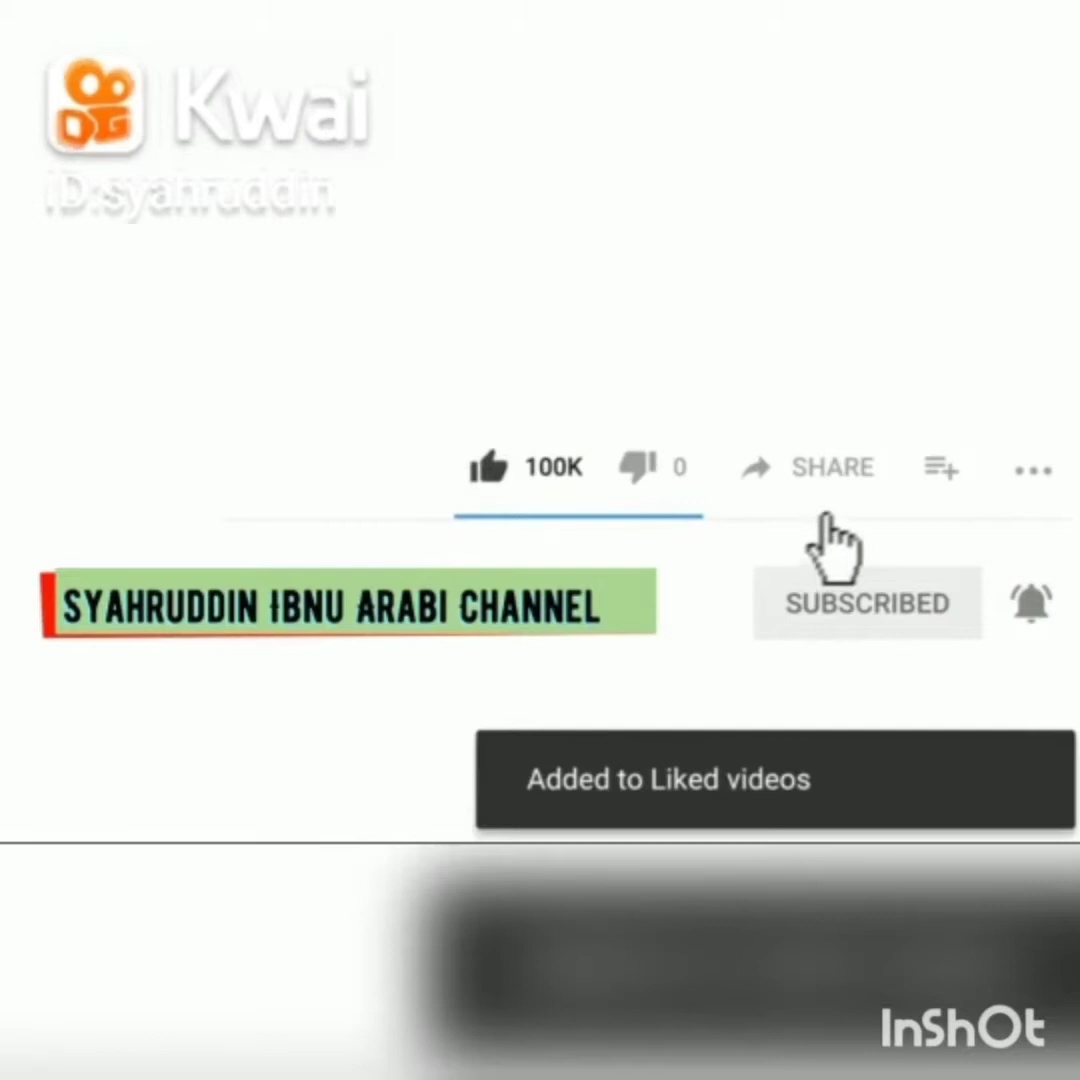 Kwai
iD:syahruddin
100K 0 SHARE
SYAHRUDDIN IBNU ARABI CHANNEL
SUBSCRIBED
Added to Liked videos
InShOt